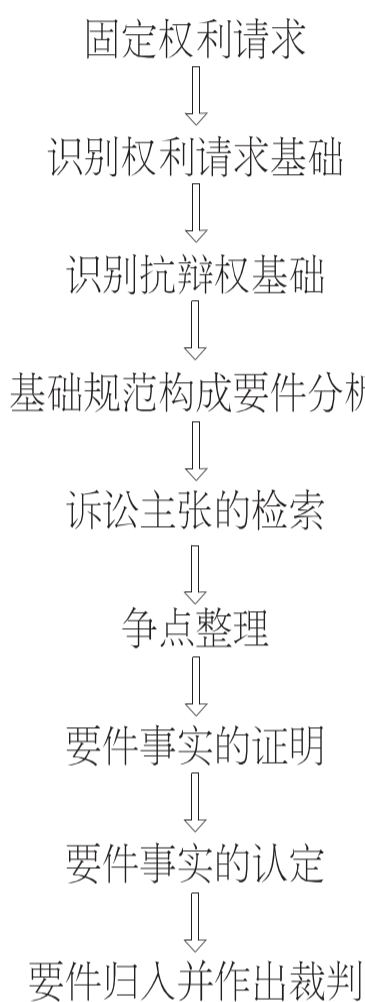 固定权利请求
识别权利请求基础
识别抗辩权基础
基础规范构成要件分析
诉讼主张的检索
争点整理
要件事实的证明
要件事实的认定
要件归入并作出裁判